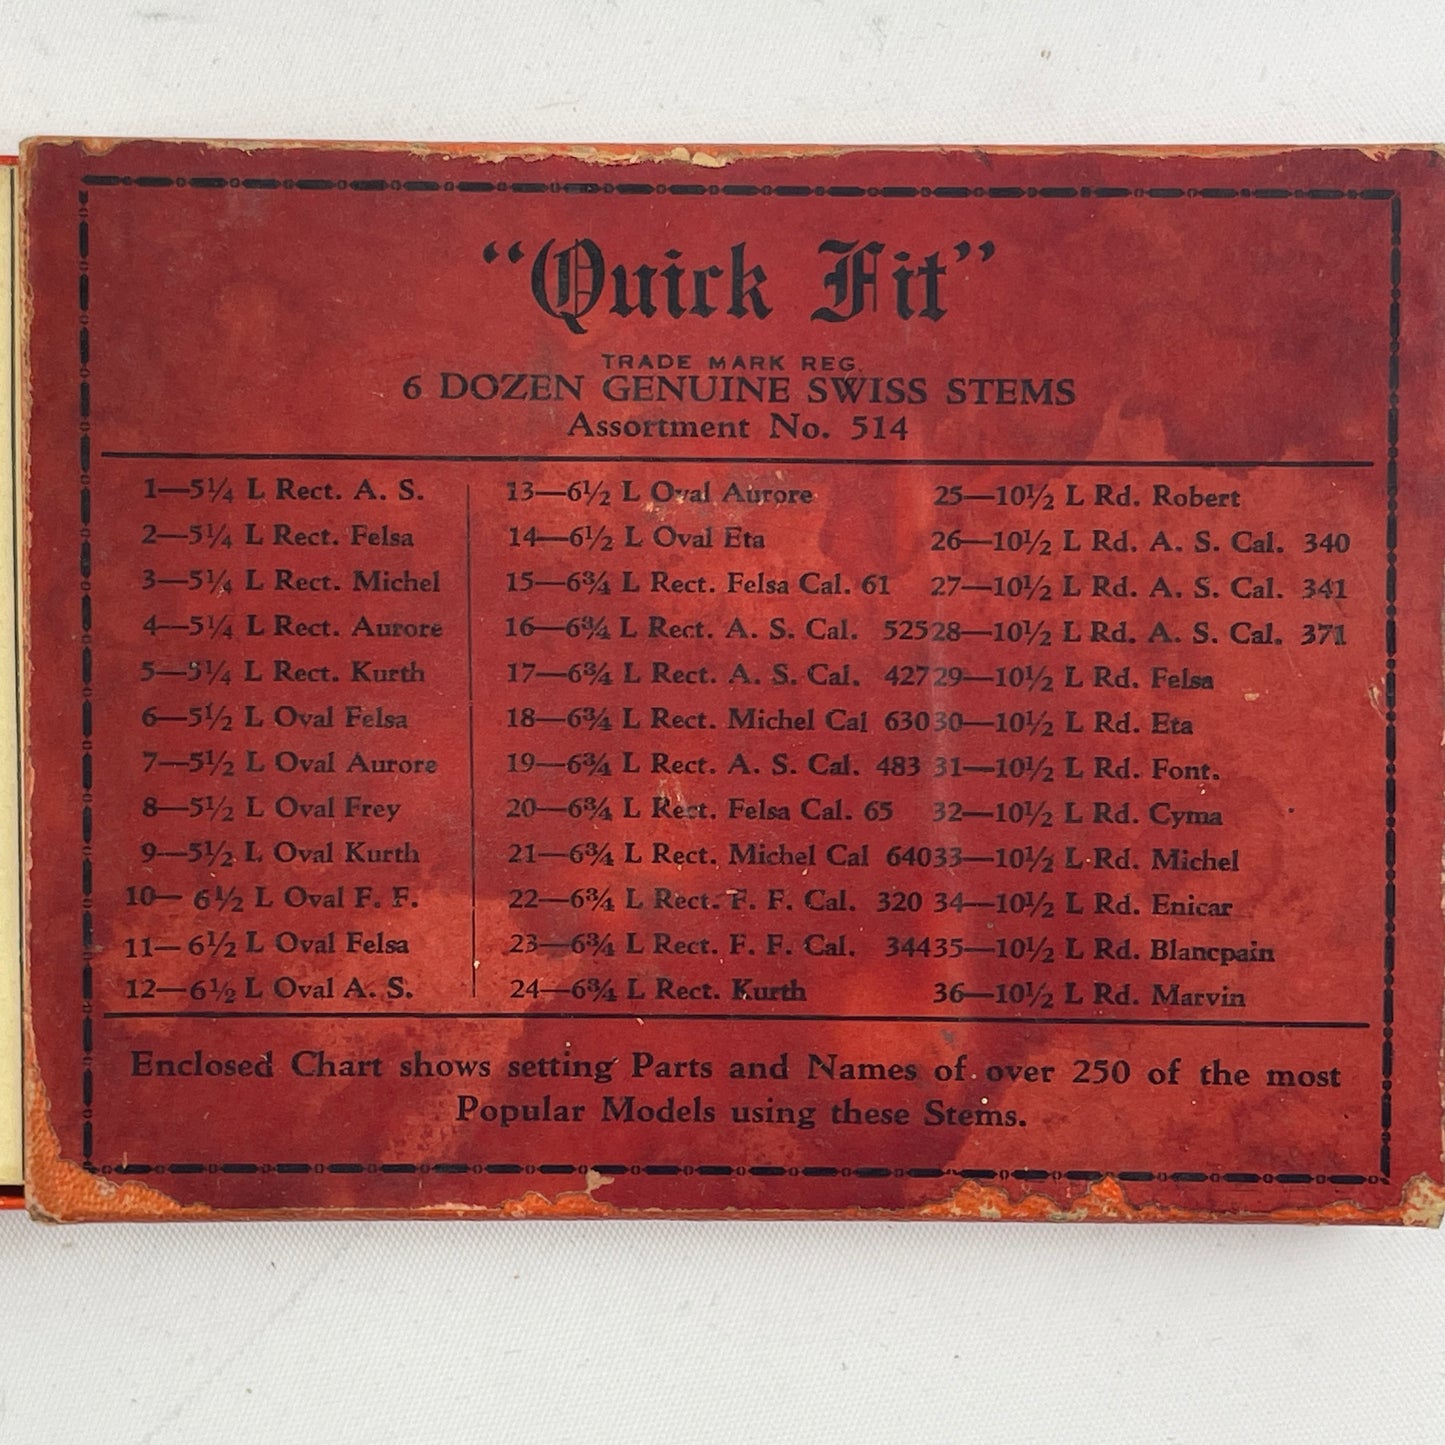 “Quick Fit”
TRADE MARK REG.
6 DOZEN GENUINE SWISS STEMS
Assortment No. 514
1—5¼ L Rect. A. S.
2—5¼ L Rect. Felsa
3—5¼ L Rect. Michel
4—5¼ L Rect. Aurore
5—5¼ L Rect. Kurth
6—5½ L Oval Felsa
7—5½ L Oval Aurore
8—5½ L Oval Frey
9—5½ L Oval Kurth
10— 6½ L Oval F. F.
11— 6½ L Oval Felsa
12—6½ L Oval A. S.
13—6½ L Oval Aurore
14—6½ L Oval Eta
15—6¾ L Rect. Felsa Cal. 61
16—6¾ L Rect. A. S. Cal. 525
17—6¾ L Rect. A. S. Cal. 427
18—6¾ L Rect. Michel Cal 630
19—6¾ L Rect. A. S. Cal. 483
20—6¾ L Rect. Felsa Cal. 65
21—6¾ L Rect. Michel Cal 640
22—6¾ L Rect. F. F. Cal. 320
23—6¾ L Rect. F. F. Cal. 344
24—6¾ L Rect. Kurth
25—10½ L Rd. Robert
26—10½ L Rd. A. S. Cal. 340
27—10½ L Rd. A. S. Cal. 341
28—10½ L Rd. A. S. Cal. 371
29—10½ L Rd. Felsa
30—10½ L Rd. Eta
31—10½ L Rd. Font.
32—10½ L Rd. Cyma
33—10½ L Rd. Michel
34—10½ L Rd. Enicar
35—10½ L Rd. Blancpain
36—10½ L Rd. Marvin
Enclosed Chart shows setting Parts and Names of over 250 of the most
Popular Models using these Stems.